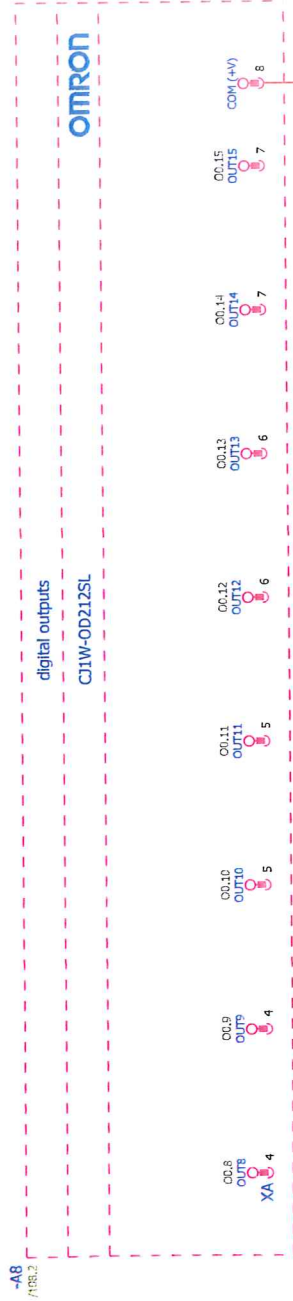 -A8
/108.2
digital outputs
CJ1W-OD212SL
OMRON
O0.8
OUT8
XA
4
O0.9
OUT9
4
O0.10
OUT10
5
O0.11
OUT11
5
O0.12
OUT12
6
O0.13
OUT13
6
O0.14
OUT14
7
O0.15
OUT15
7
COM (+V)
8